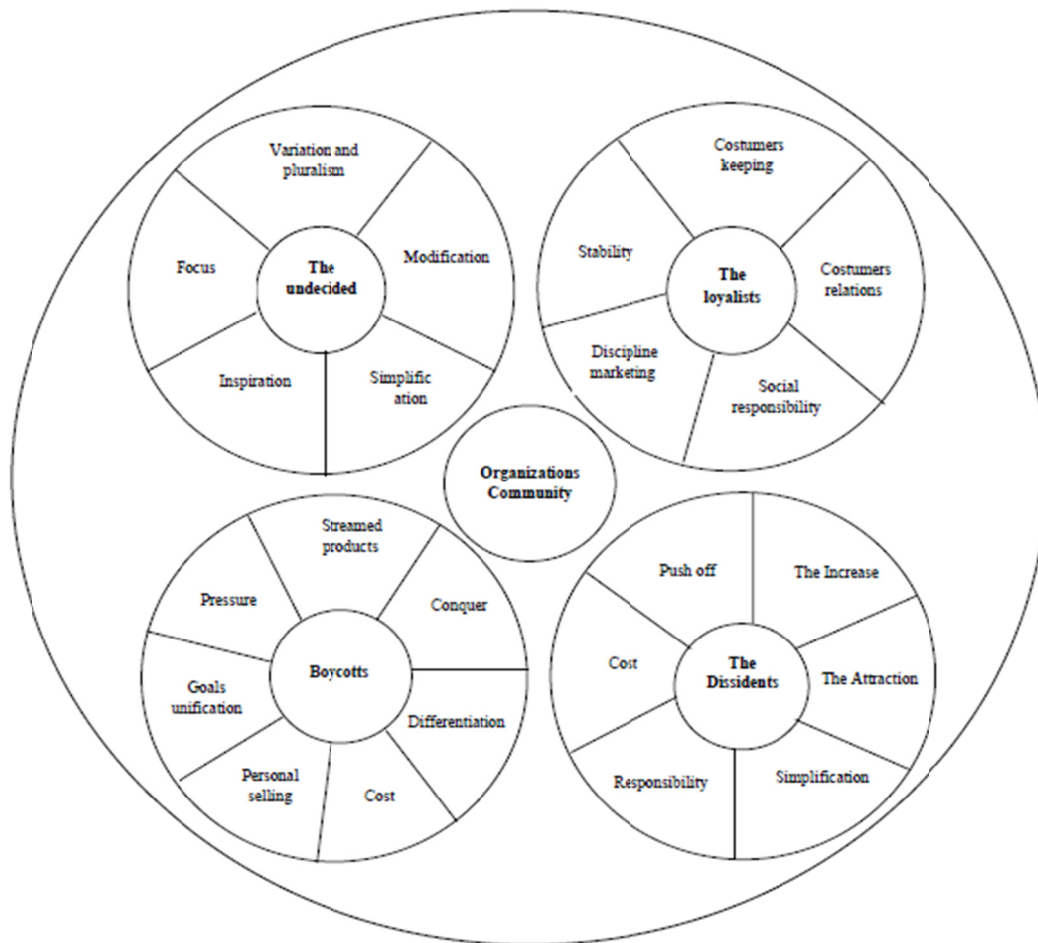 Variation and
pluralism
Focus
The
undecided
Modification
Inspiration
Simplific
ation
Costumers
keeping
Stability
The
loyalists
Costumers
relations
Discipline
marketing
Social
responsibility
Organizations
Community
Streamed
products
Pressure
Conquer
Boycotts
Goals
unification
Differentiation
Personal
selling
Cost
Push off
The Increase
Cost
The
Dissidents
The Attraction
Responsibility
Simplification